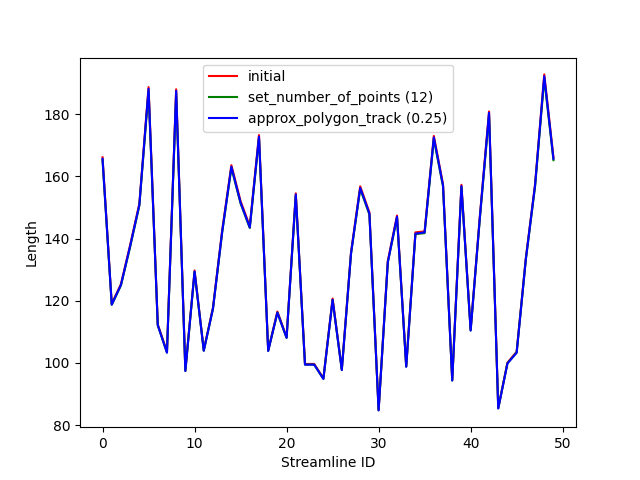 initial
set_number_of_points (12)
approx_polygon_track (0.25)
180
160
140
120
100
80
Length
0 10 20 30 40 50
Streamline ID